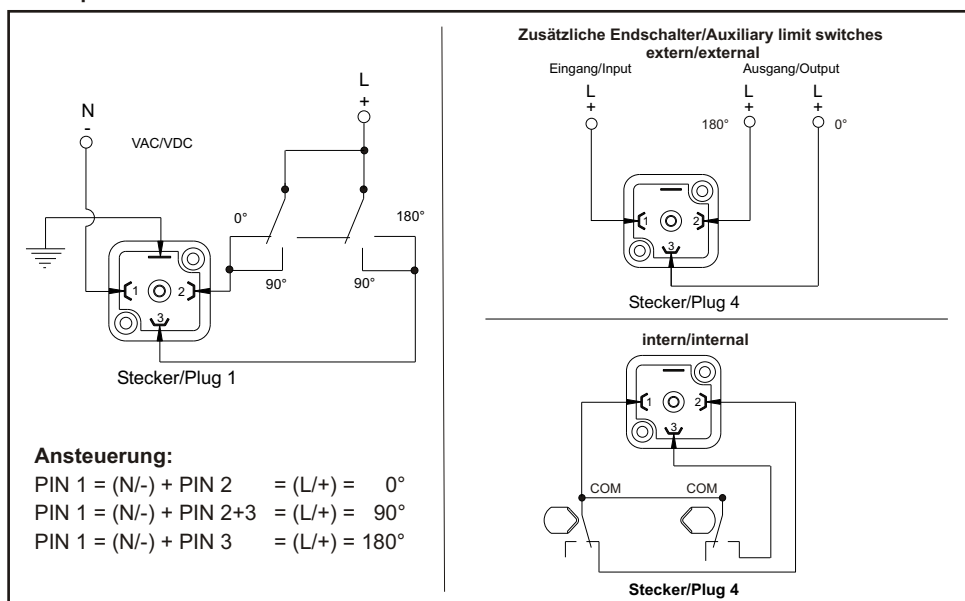 N
-
VAC/VDC
L
+
0°
180°
90°
90°
1
2
3
Stecker/Plug 1
Ansteuerung:
PIN 1 = (N/-) + PIN 2 = (L/+) = 0°
PIN 1 = (N/-) + PIN 2+3 = (L/+) = 90°
PIN 1 = (N/-) + PIN 3 = (L/+) = 180°
Zusätzliche Endschalter/Auxiliary limit switches
extern/external
Eingang/Input
Ausgang/Output
L
+
L
+
L
+
180°
0°
1
2
3
Stecker/Plug 4
intern/internal
1
2
3
COM
COM
Stecker/Plug 4